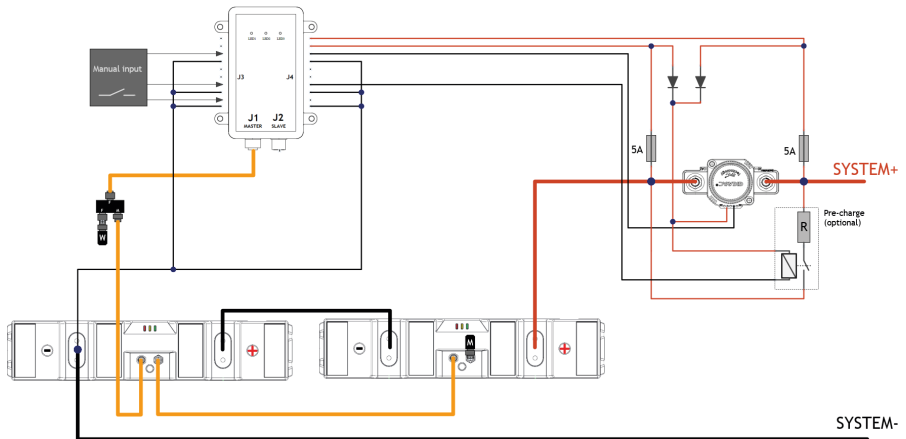 LED1 LED2 LED3
Manual input
J3
J4
J1
MASTER
J2
SLAVE
5A
5A
SYSTEM+
Pre-charge
(optional)
R
W
M
SYSTEM-